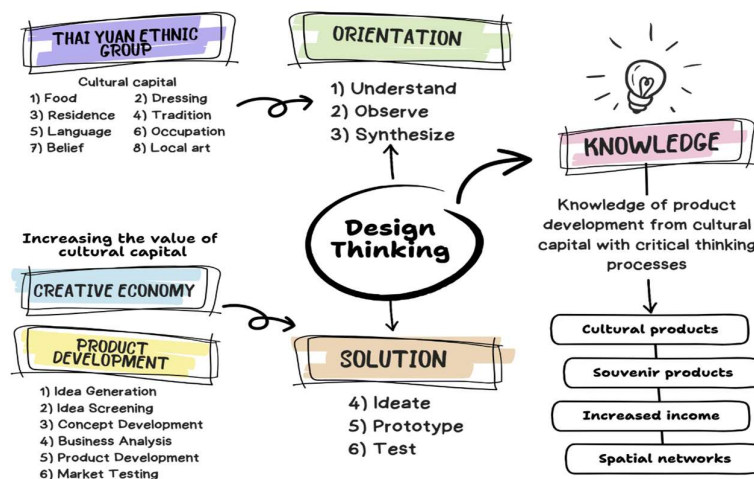 THAI YUAN ETHNIC
GROUP
Cultural capital
1) Food 2) Dressing
3) Residence 4) Tradition
5) Language 6) Occupation
7) Belief 8) Local art
ORIENTATION
1) Understand
2) Observe
3) Synthesize
KNOWLEDGE
Knowledge of product
development from cultural
capital with critical thinking
processes
Design
Thinking
Increasing the value of
cultural capital
CREATIVE ECONOMY
PRODUCT
DEVELOPMENT
1) Idea Generation
2) Idea Screening
3) Concept Development
4) Business Analysis
5) Product Development
6) Market Testing
SOLUTION
4) Ideate
5) Prototype
6) Test
Cultural products
Souvenir products
Increased income
Spatial networks